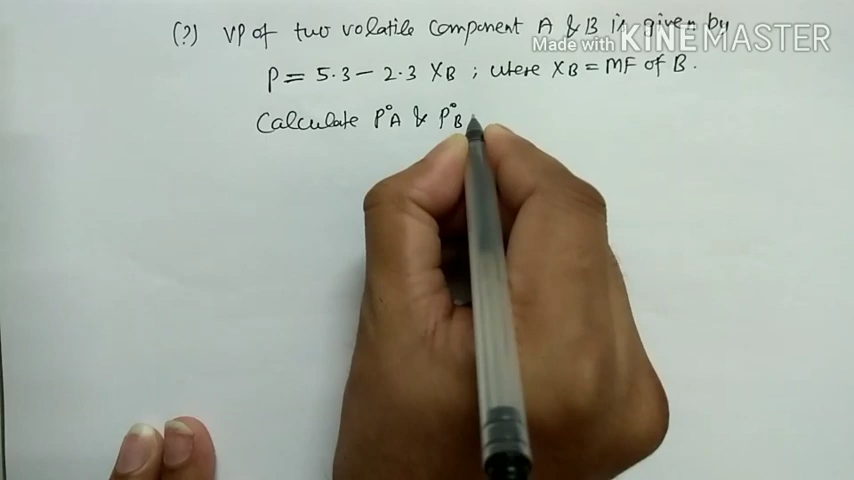 (?) VP of two volatile component A & B is given by
Made with KINEMASTER
P = 5.3 - 2.3 XB ; where XB = MF of B.
Calculate P°A & P°B